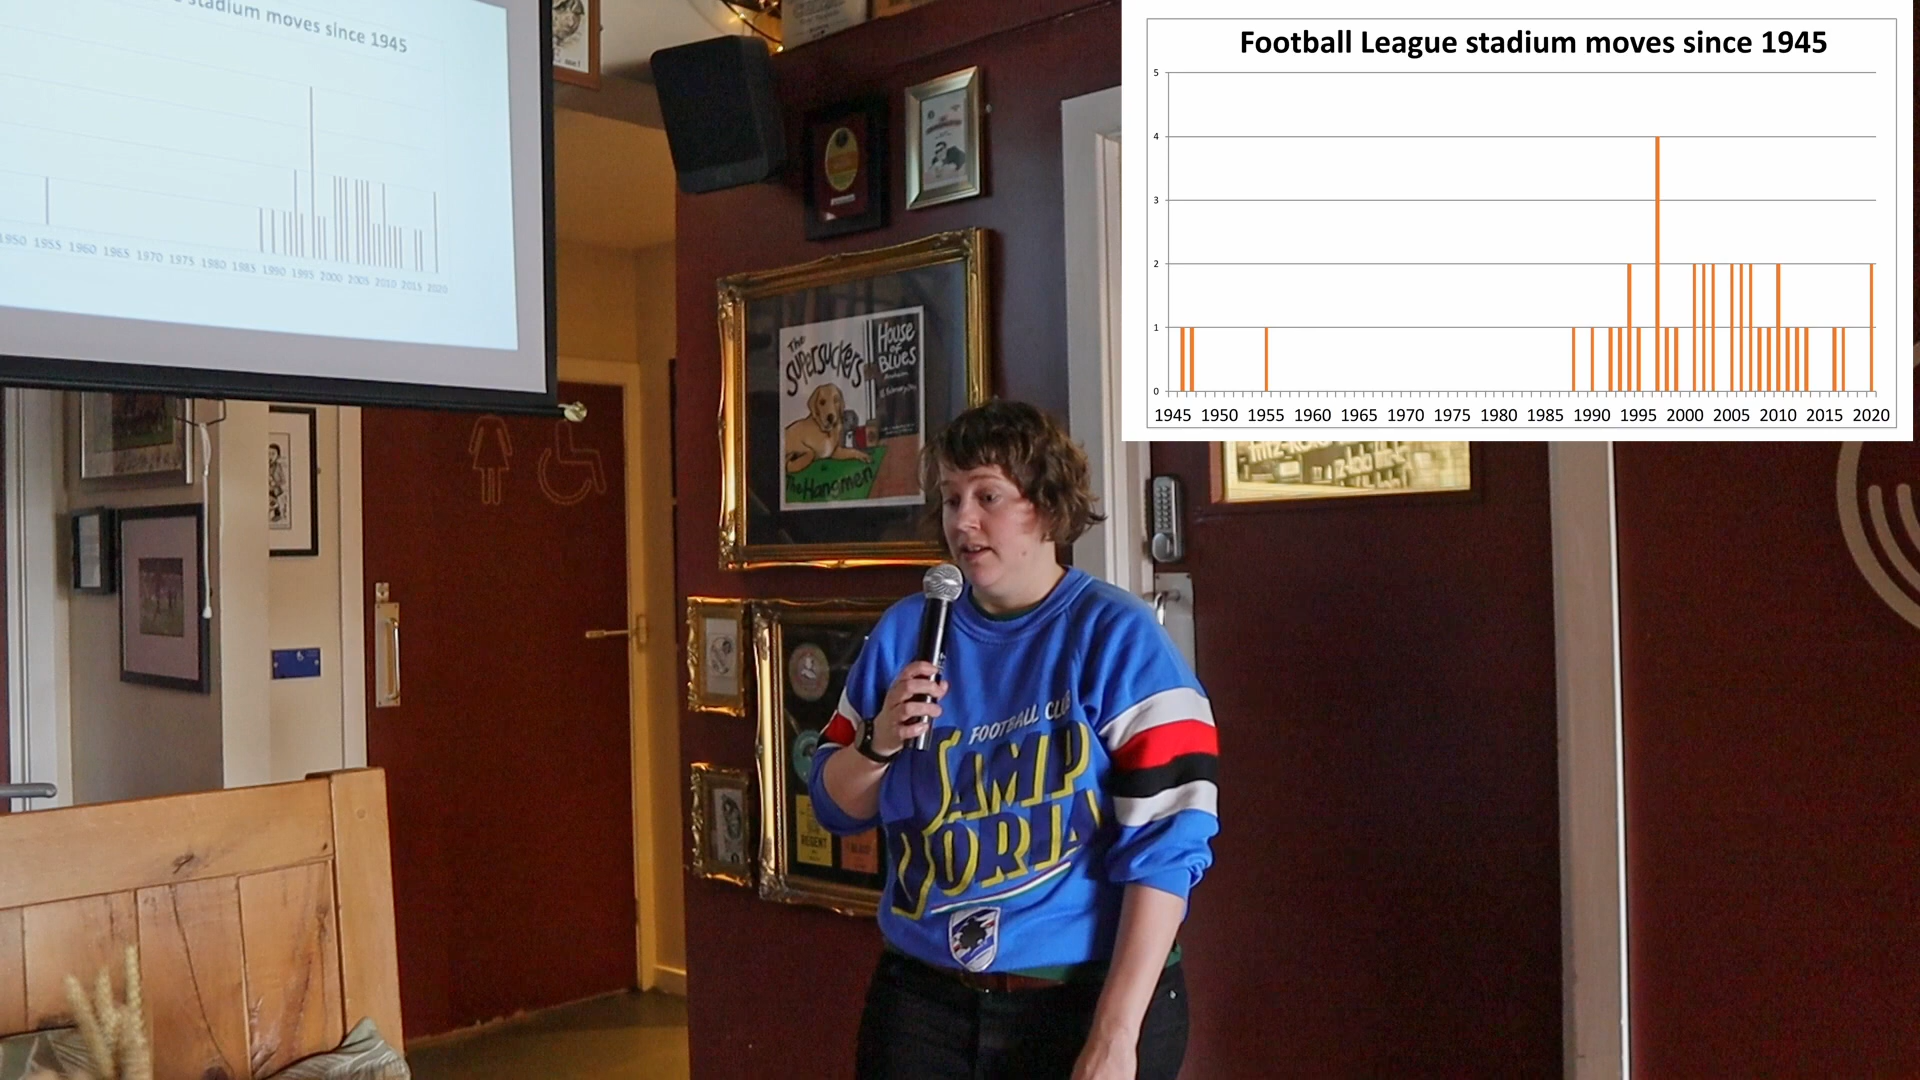 stadium moves since 1945
1950 1955 1960 1965 1970 1975 1980 1985 1990 1995 2000 2005 2010 2015 2020
Football League stadium moves since 1945
5
4
3
2
1
0
1945 1950 1955 1960 1965 1970 1975 1980 1985 1990 1995 2000 2005 2010 2015 2020
The
SUPERSUCKERS
HOUSE
OF
BLUES
The Hangmen
REGENT
FOOTBALL CLUB
SAMP
DORIA